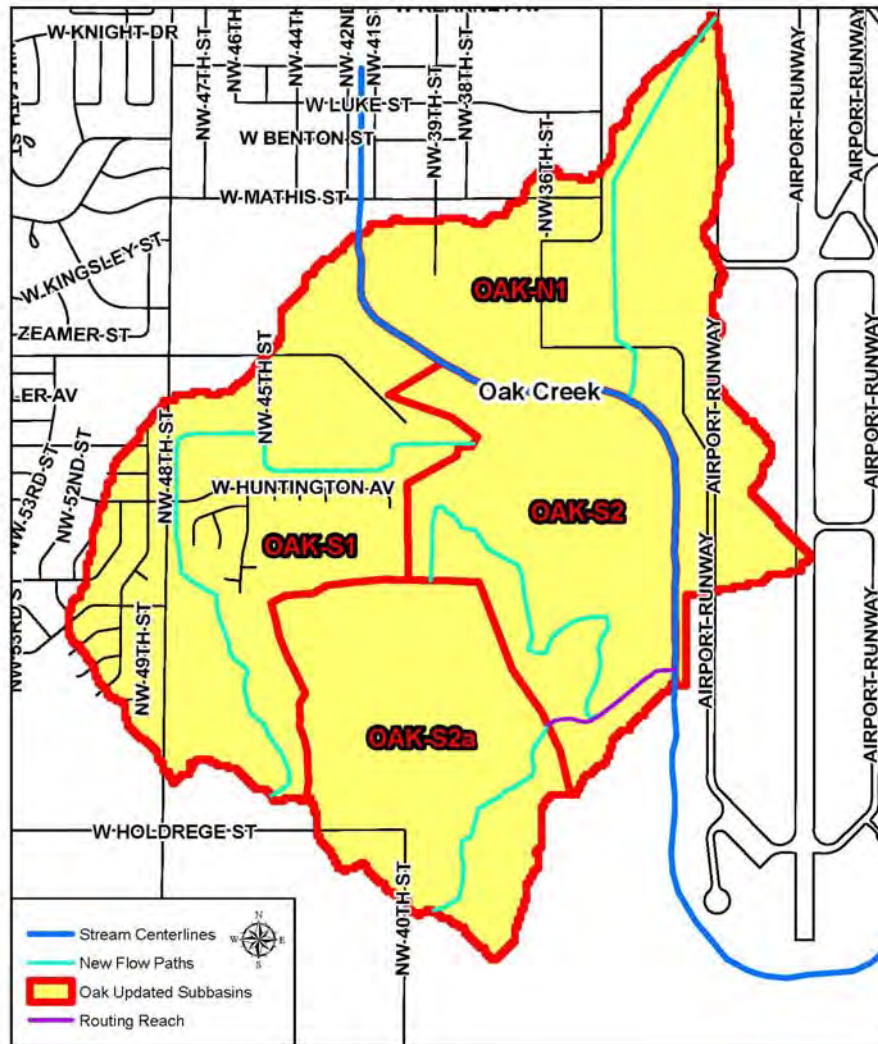 W KNIGHT DR
NW-47TH-ST
NW-46TH
NW-44TH
NW-42ND
NW-41ST
W LUKE ST
W BENTON ST
NW-39TH-ST
NW-38TH-ST
W MATHIS ST
NW-36TH-ST
AIRPORT-RUNWAY
AIRPORT-RUNWAY
W KINGSLEY ST
ZEAMER ST
OAK-N1
NW-45TH ST
Oak Creek
AIRPORT-RUNWAY
AIRPORT-RUNWAY
LER-AV
NW-48TH-ST
NW-53RD-ST
NW-52ND-ST
W HUNTINGTON AV
OAK-S2
OAK-S1
NW-49TH-ST
AIRPORT-RUNWAY
AIRPORT-RUNWAY
AIRPORT-RUNWAY
OAK-S2a
W HOLDREGE ST
NW-40TH-ST
N
W E
S
Stream Centerlines
New Flow Paths
Oak Updated Subbasins
Routing Reach